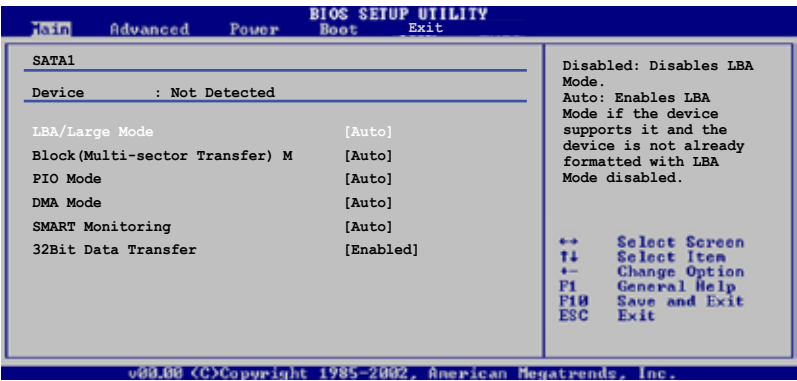 BIOS SETUP UTILITY
Main Advanced Power Boot Exit
SATA1
Device : Not Detected
LBA/Large Mode [Auto]
Block(Multi-sector Transfer) M [Auto]
PIO Mode [Auto]
DMA Mode [Auto]
SMART Monitoring [Auto]
32Bit Data Transfer [Enabled]
Disabled: Disables LBA
Mode.
Auto: Enables LBA
Mode if the device
supports it and the
device is not already
formatted with LBA
Mode disabled.
←→ Select Screen
↑↓ Select Item
+- Change Option
F1 General Help
F10 Save and Exit
ESC Exit
v00.00 (C)Copyright 1985-2002, American Megatrends, Inc.